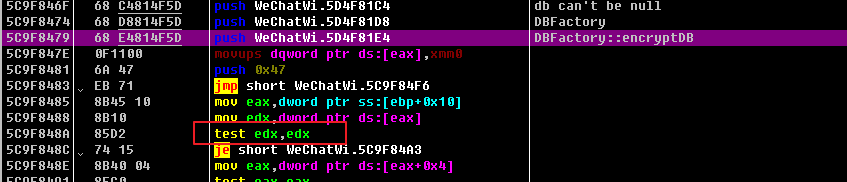 5C9F846F 68 C4814F5D push WeChatWi.5D4F81C4 db can't be null
5C9F8474 68 D8814F5D push WeChatWi.5D4F81D8 DBFactory
5C9F8479 68 E4814F5D push WeChatWi.5D4F81E4 DBFactory::encryptDB
5C9F847E 0F1100 movups dqword ptr ds:[eax],xmm0
5C9F8481 6A 47 push 0x47
5C9F8483 EB 71 jmp short WeChatWi.5C9F84F6
5C9F8485 8B45 10 mov eax,dword ptr ss:[ebp+0x10]
5C9F8488 8B10 mov edx,dword ptr ds:[eax]
5C9F848A 85D2 test edx,edx
5C9F848C 74 15 je short WeChatWi.5C9F84A3
5C9F848E 8B40 04 mov eax,dword ptr ds:[eax+0x4]
5C9F8491 85C0 test eax,eax